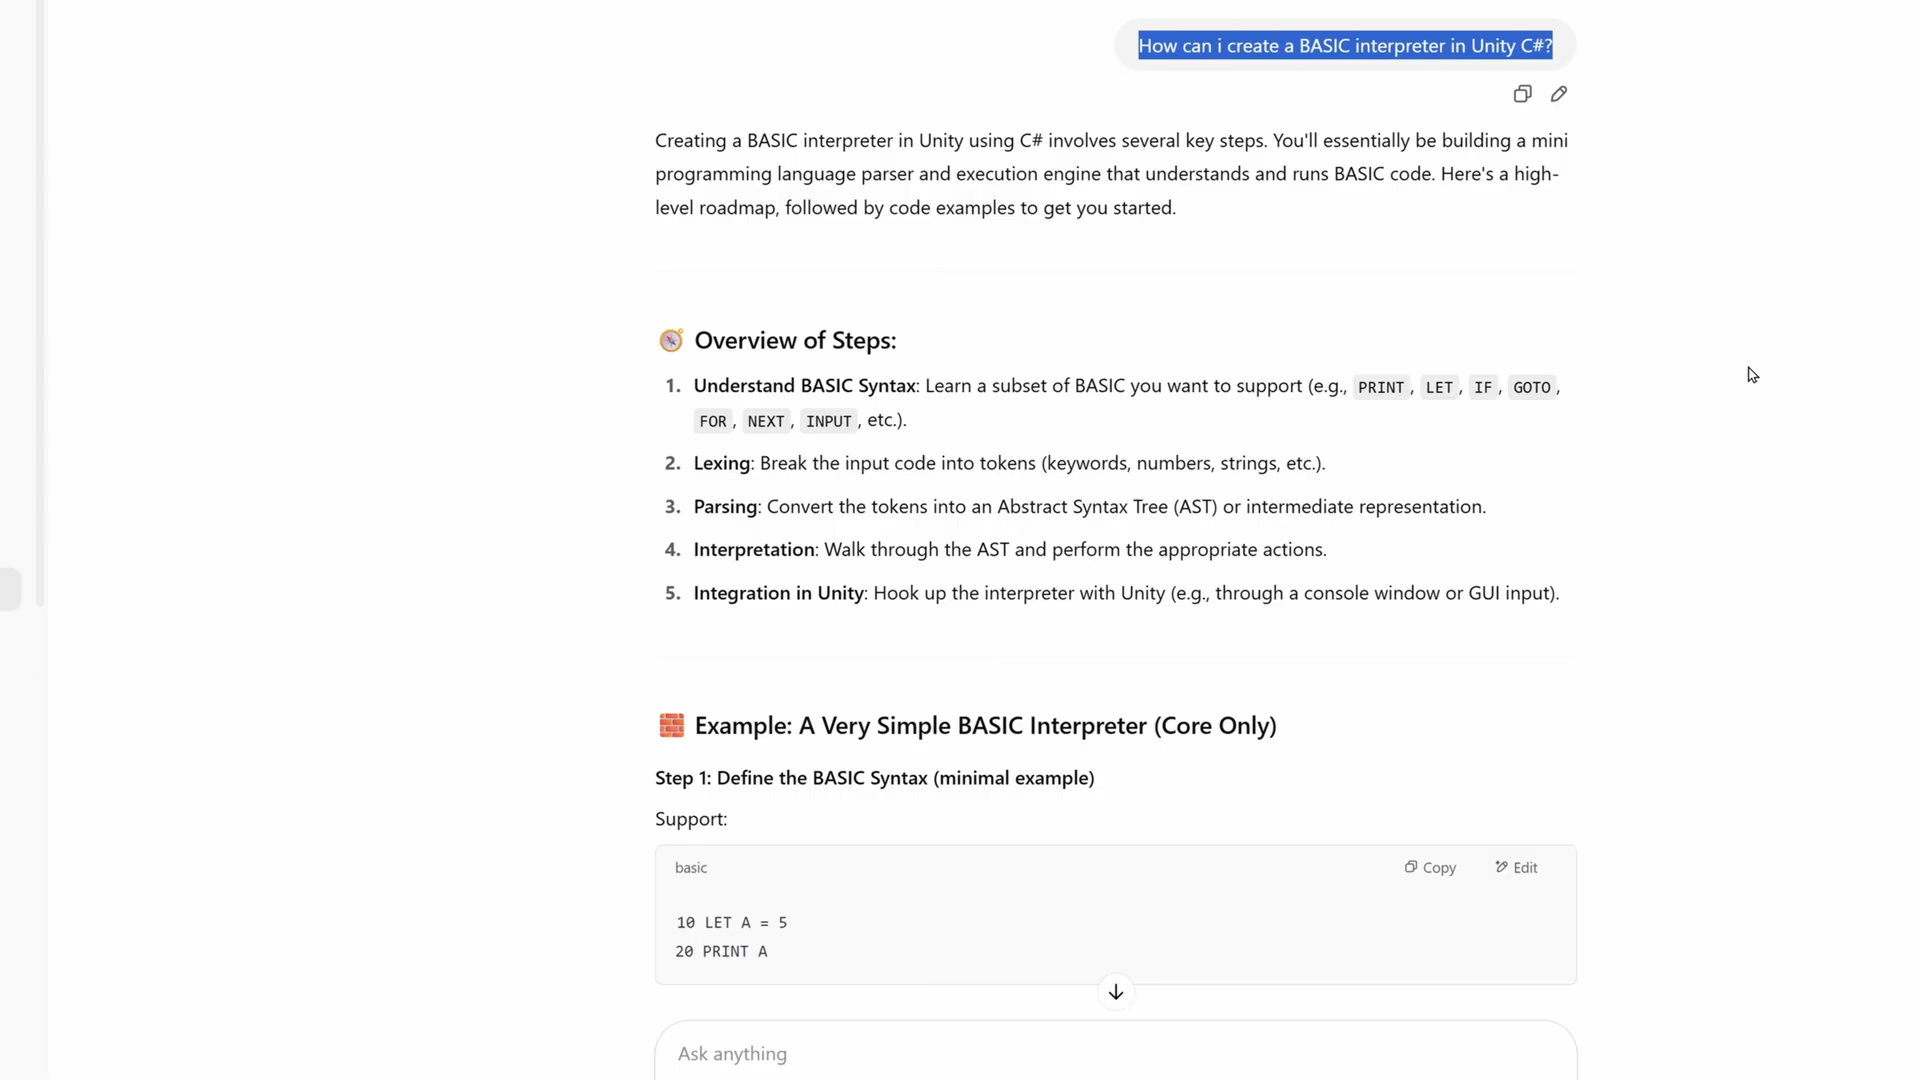 How can i create a BASIC interpreter in Unity C#?
Creating a BASIC interpreter in Unity using C# involves several key steps. You'll essentially be building a mini
programming language parser and execution engine that understands and runs BASIC code. Here's a high-
level roadmap, followed by code examples to get you started.
Overview of Steps:
1. Understand BASIC Syntax: Learn a subset of BASIC you want to support (e.g., PRINT, LET, IF, GOTO,
FOR, NEXT, INPUT, etc.).
2. Lexing: Break the input code into tokens (keywords, numbers, strings, etc.).
3. Parsing: Convert the tokens into an Abstract Syntax Tree (AST) or intermediate representation.
4. Interpretation: Walk through the AST and perform the appropriate actions.
5. Integration in Unity: Hook up the interpreter with Unity (e.g., through a console window or GUI input).
Example: A Very Simple BASIC Interpreter (Core Only)
Step 1: Define the BASIC Syntax (minimal example)
Support:
basic Copy Edit
10 LET A = 5
20 PRINT A
Ask anything